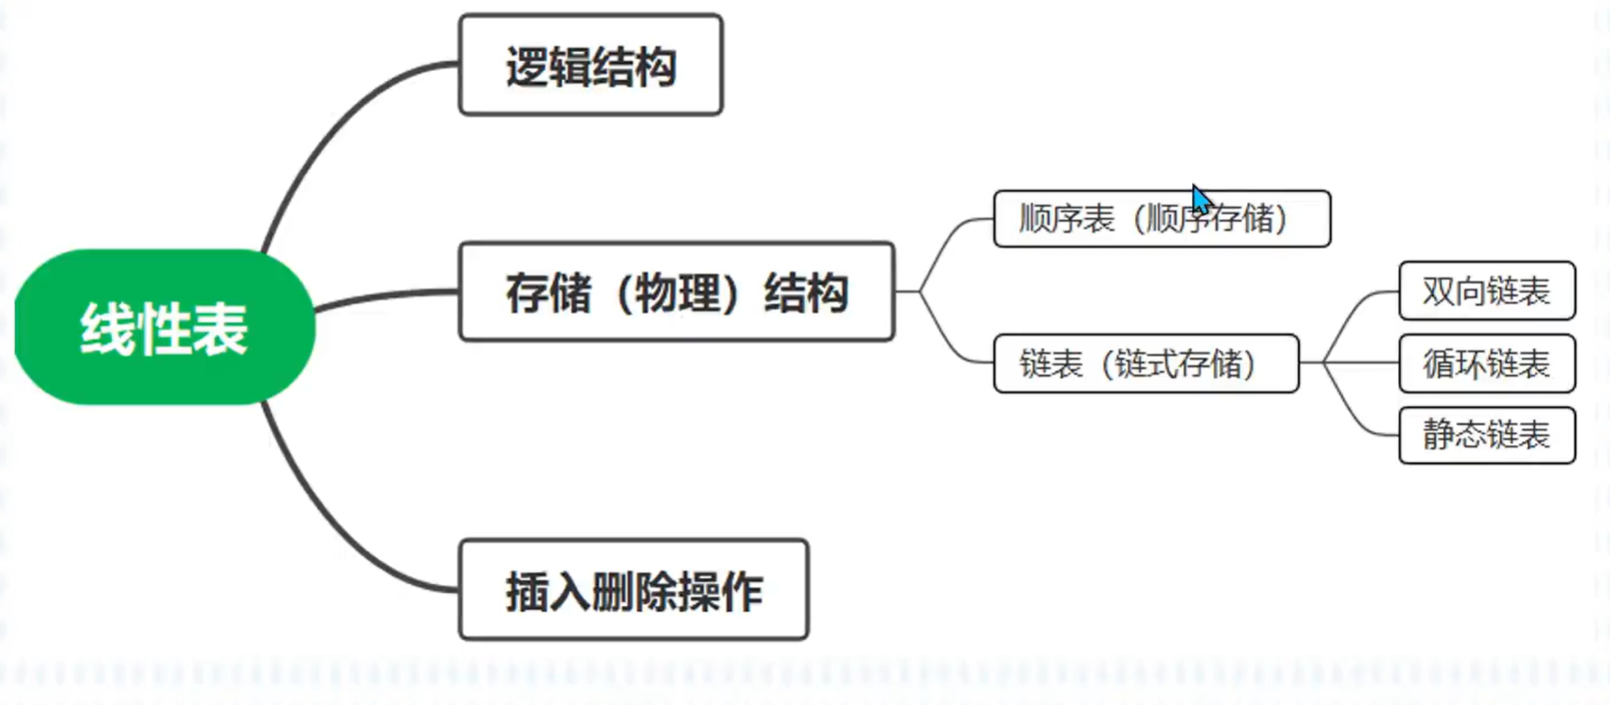 逻辑结构
顺序表（顺序存储）
双向链表
存储（物理）结构
线性表
链表（链式存储）
循环链表
静态链表
插入删除操作